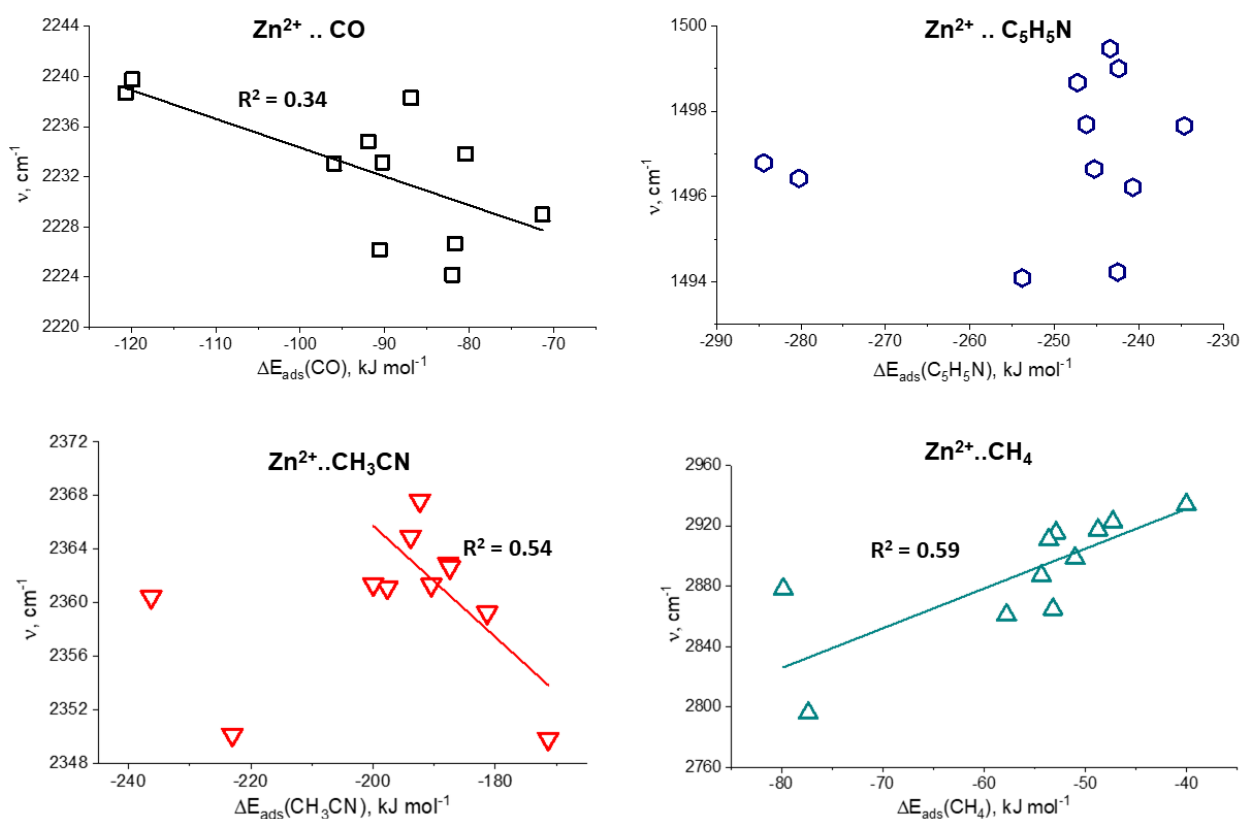 Zn²⁺ .. CO
R² = 0.34
ν, cm⁻¹
2244
2240
2236
2232
2228
2224
2220
-120 -110 -100 -90 -80 -70
ΔE_ads(CO), kJ mol⁻¹
Zn²⁺ .. C₅H₅N
ν, cm⁻¹
1500
1498
1496
1494
-290 -280 -270 -260 -250 -240 -230
ΔE_ads(C₅H₅N), kJ mol⁻¹
Zn²⁺..CH₃CN
R² = 0.54
ν, cm⁻¹
2372
2368
2364
2360
2356
2352
2348
-240 -220 -200 -180
ΔE_ads(CH₃CN), kJ mol⁻¹
Zn²⁺..CH₄
R² = 0.59
ν, cm⁻¹
2960
2920
2880
2840
2800
2760
-80 -70 -60 -50 -40
ΔE_ads(CH₄), kJ mol⁻¹